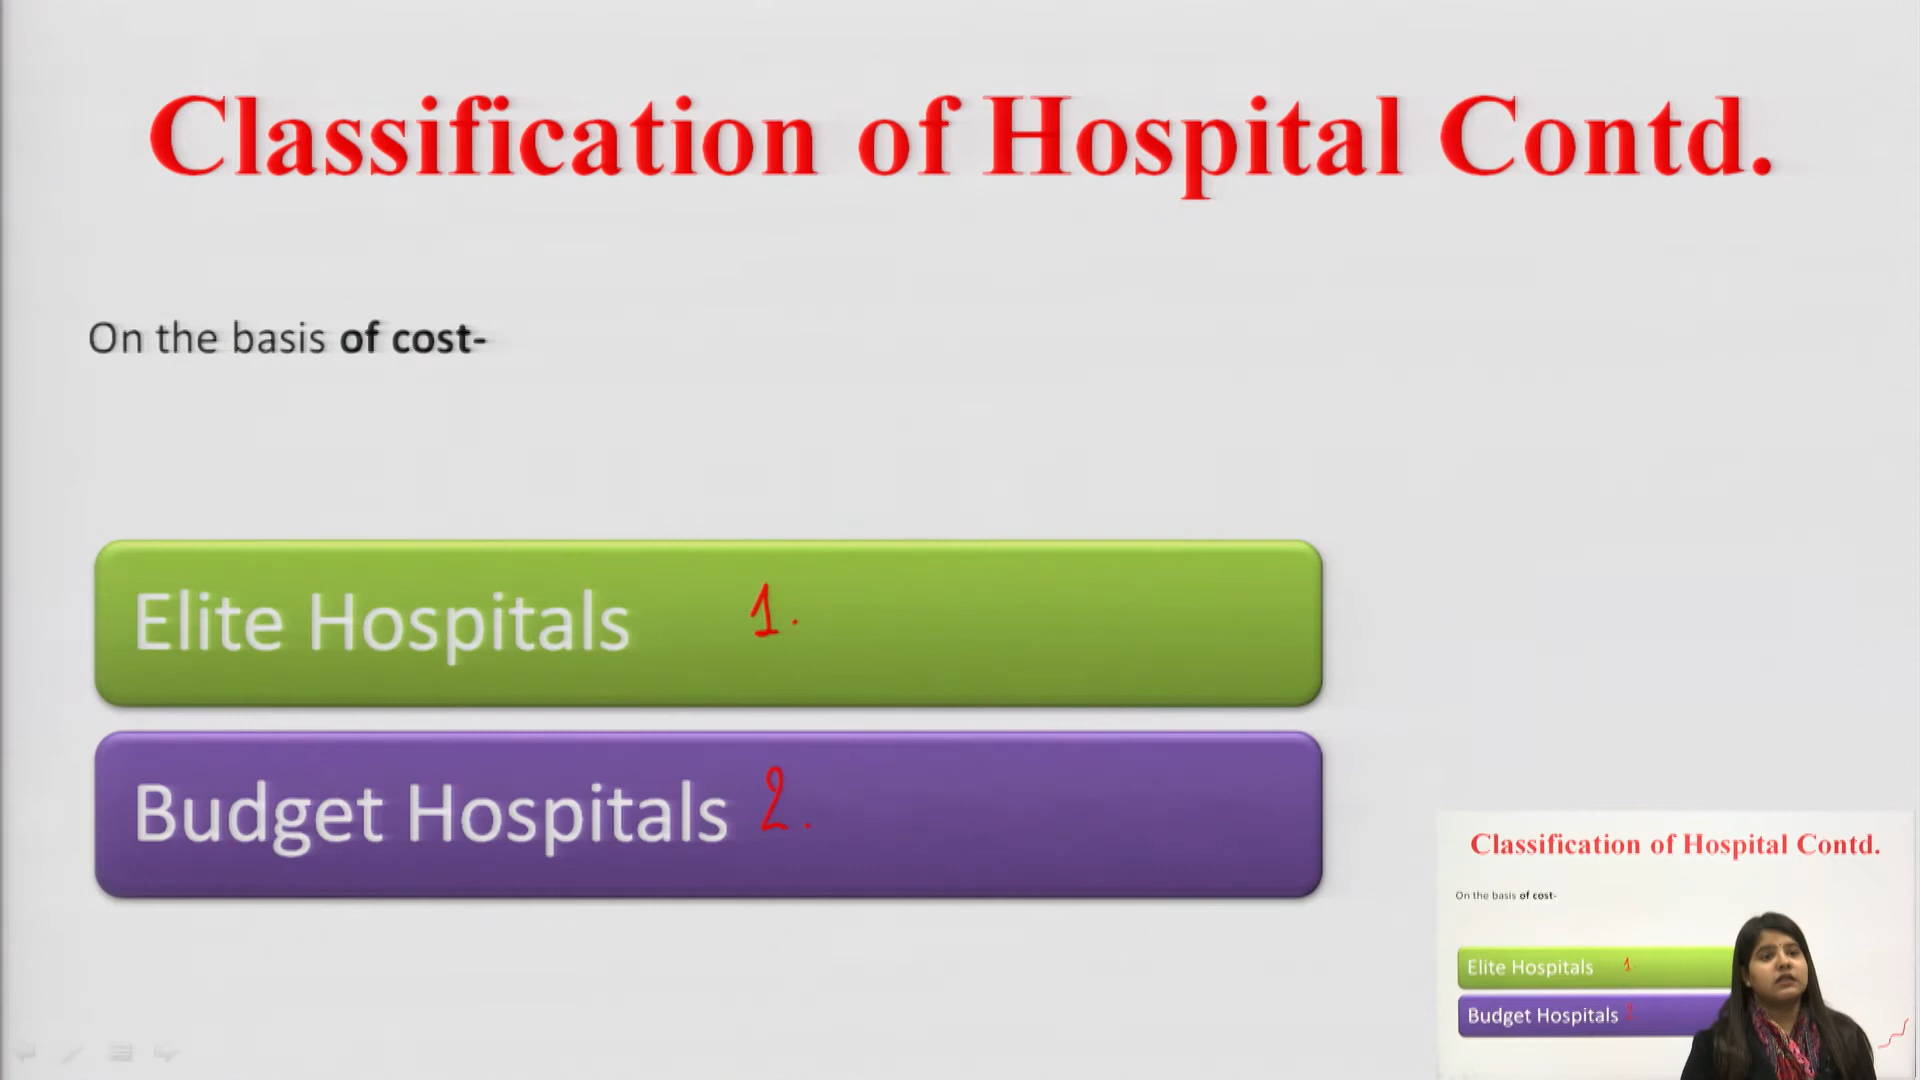 Classification of Hospital Contd.
On the basis of cost-
Elite Hospitals 1.
Budget Hospitals 2.
Classification of Hospital Contd.
On the basis of cost-
Elite Hospitals 1.
Budget Hospitals 2